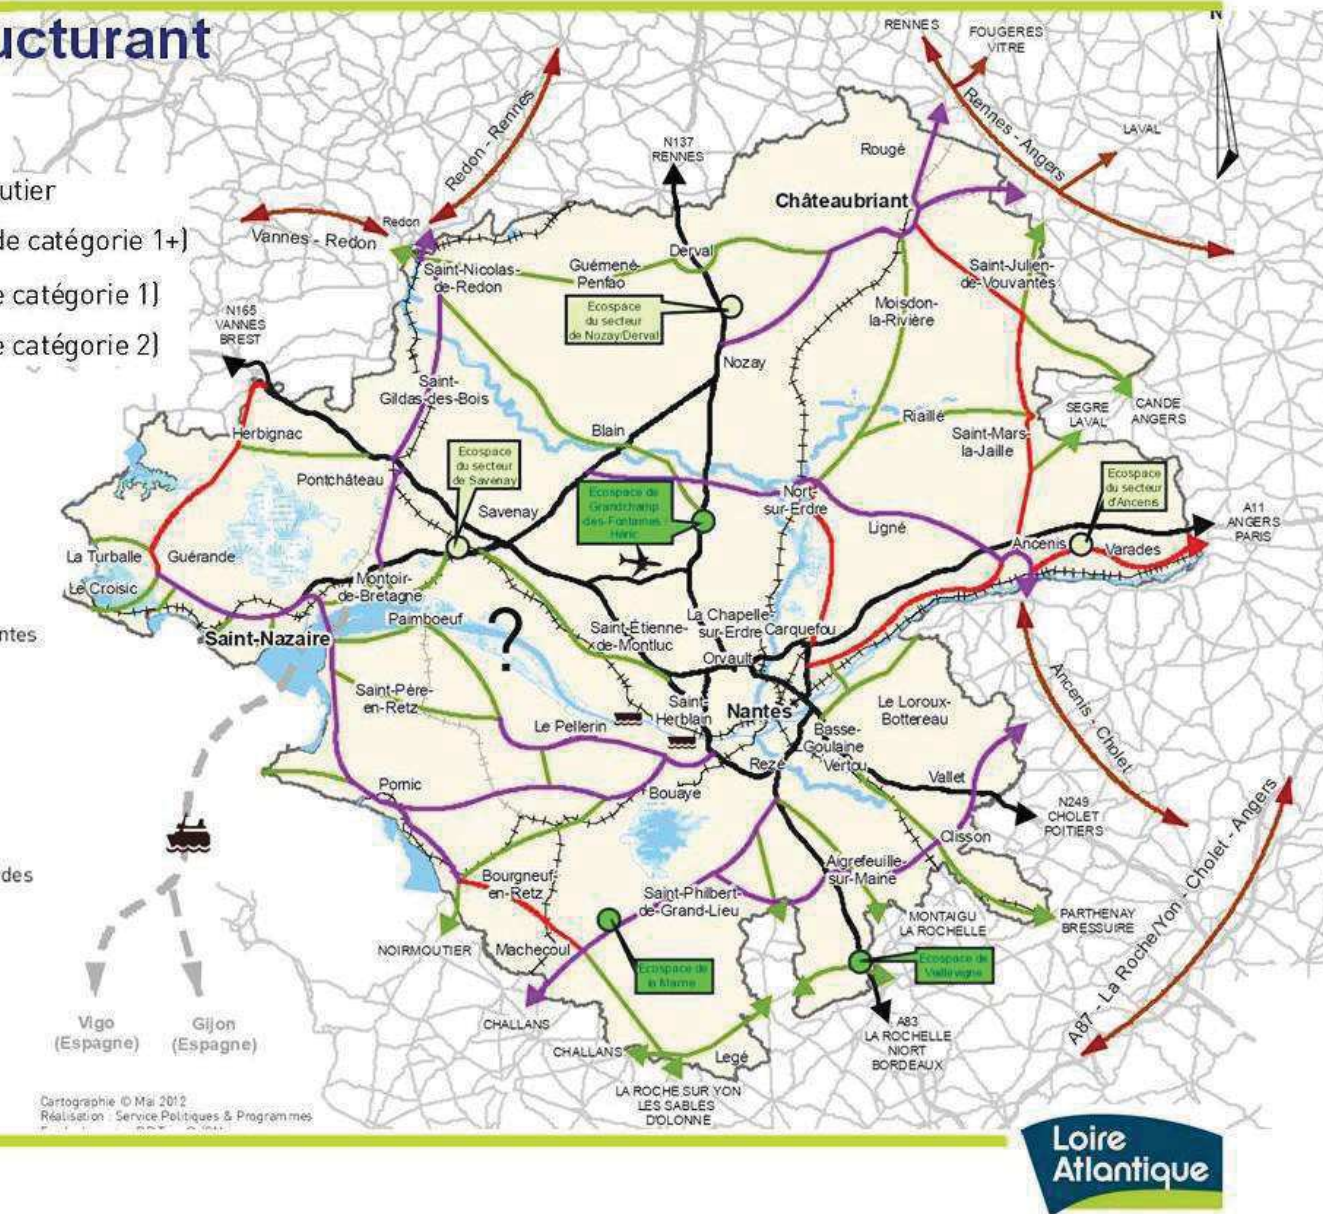 ucturant
utier
de catégorie 1+)
e catégorie 1)
e catégorie 2)
ntes
des
N
RENNES
FOUGERES
VITRE
Rennes - Angers
LAVAL
Redon - Rennes
N137
RENNES
Rougé
Châteaubriant
Redon
Vannes - Redon
Derval
Saint-Nicolas-
de-Redon
Guémené-
Penfao
Saint-Julien-
de-Vouvantes
Ecospace
du secteur
de Nozay/Derval
Moisdon-
la-Rivière
N165
VANNES
BREST
Nozay
Saint-
Gildas-des-Bois
Riaillé
SEGRE
LAVAL
CANDE
ANGERS
Herbignac
Blain
Saint-Mars-
la-Jaille
Ecospace
du secteur
de Savenay
Pontchâteau
Ecospace
du secteur
d'Ancenis
Ecospace de
Grandchamp
des-Fontaines
Héric
Nort-
sur-Erdre
Savenay
Ligné
A11
ANGERS
PARIS
La Turballe
Guérande
Ancenis
Varades
Le Croisic
Montoir-
de-Bretagne
Paimboeuf
?
Saint-Nazaire
Saint-Étienne-
de-Montluc
La Chapelle-
sur-Erdre
Carquefou
Orvault
Saint-Père-
en-Retz
Saint-
Herblain
Nantes
Le Loroux-
Bottereau
Ancenis - Cholet
Le Pellerin
Basse-
Goulaine
Vertou
Rezé
Vallet
Pornic
Bouaye
N249
CHOLET
POITIERS
Clisson
Aigrefeuille-
sur-Maine
Bourgneuf-
en-Retz
Saint-Philbert-
de-Grand-Lieu
MONTAIGU
LA ROCHELLE
PARTHENAY
BRESSUIRE
A87 - La Roche/Yon - Cholet - Angers
NOIRMOUTIER
Machecoul
Ecospace de
la Marne
Ecospace de
Vieillevigne
CHALLANS
A83
LA ROCHELLE
NIORT
BORDEAUX
Vigo
(Espagne)
Gijon
(Espagne)
CHALLANS
Legé
LA ROCHE SUR YON
LES SABLES
D'OLONNE
Cartographie © Mai 2012
Réalisation : Service Politiques & Programmes
Loire
Atlantique